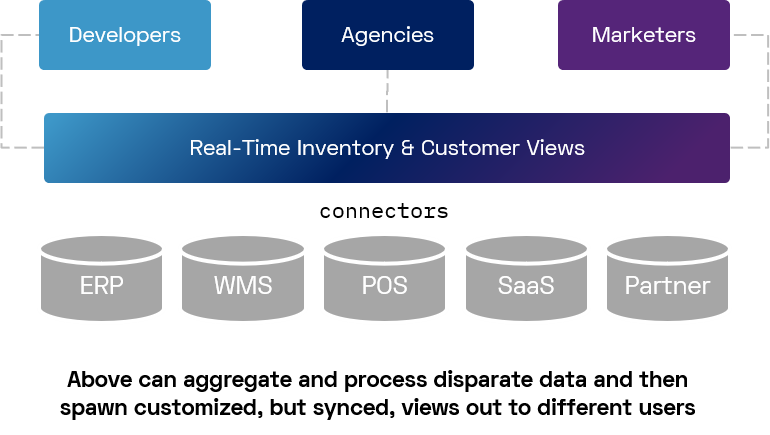 Developers
Agencies
Marketers
Real-Time Inventory & Customer Views
connectors
ERP
WMS
POS
SaaS
Partner
Above can aggregate and process disparate data and then
spawn customized, but synced, views out to different users